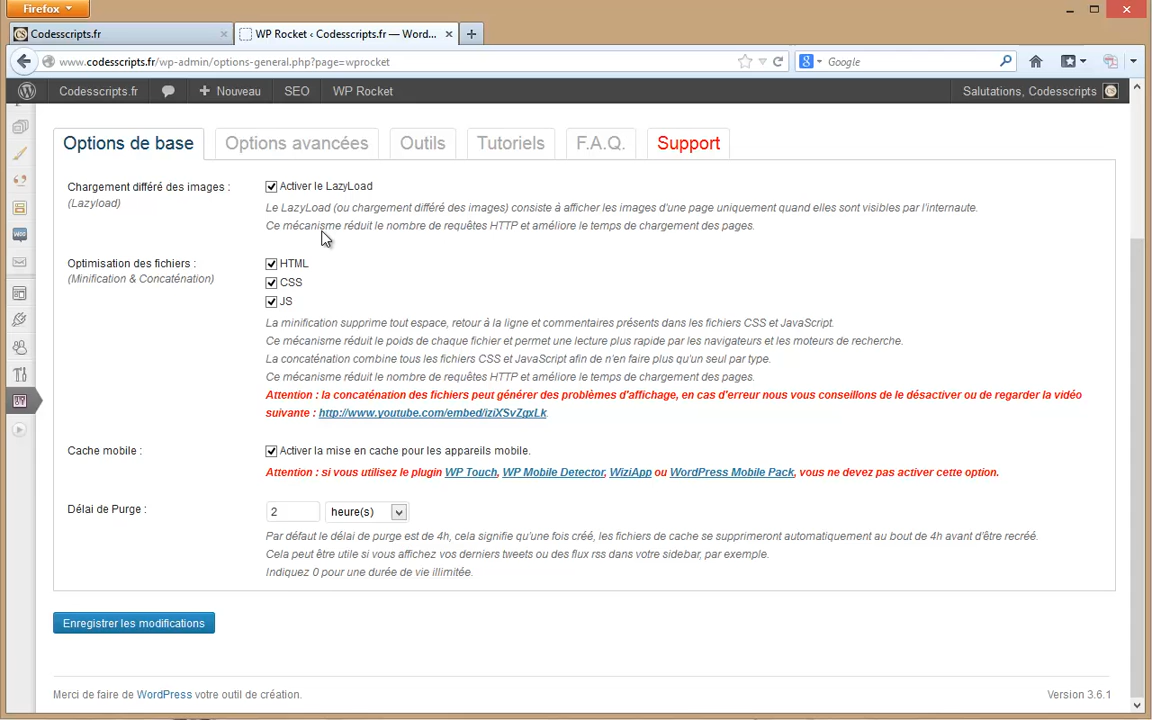 Firefox
Codesscripts.fr
WP Rocket ‹ Codesscripts.fr — Word...
www.codesscripts.fr/wp-admin/options-general.php?page=wprocket
Google
Codesscripts.fr
Nouveau
SEO
WP Rocket
Salutations, Codesscripts
Options de base
Options avancées
Outils
Tutoriels
F.A.Q.
Support
Chargement différé des images :
(Lazyload)
Activer le LazyLoad
Le LazyLoad (ou chargement différé des images) consiste à afficher les images d'une page uniquement quand elles sont visibles par l'internaute.
Ce mécanisme réduit le nombre de requêtes HTTP et améliore le temps de chargement des pages.
Optimisation des fichiers :
(Minification & Concaténation)
HTML
CSS
JS
La minification supprime tout espace, retour à la ligne et commentaires présents dans les fichiers CSS et JavaScript.
Ce mécanisme réduit le poids de chaque fichier et permet une lecture plus rapide par les navigateurs et les moteurs de recherche.
La concaténation combine tous les fichiers CSS et JavaScript afin de n'en faire plus qu'un seul par type.
Ce mécanisme réduit le nombre de requêtes HTTP et améliore le temps de chargement des pages.
Attention : la concaténation des fichiers peut générer des problèmes d'affichage, en cas d'erreur nous vous conseillons de le désactiver ou de regarder la vidéo
suivante : http://www.youtube.com/embed/iziXSvZgxLk.
Cache mobile :
Activer la mise en cache pour les appareils mobile.
Attention : si vous utilisez le plugin WP Touch, WP Mobile Detector, WiziApp ou WordPress Mobile Pack, vous ne devez pas activer cette option.
Délai de Purge :
2
heure(s)
Par défaut le délai de purge est de 4h, cela signifie qu'une fois créé, les fichiers de cache se supprimeront automatiquement au bout de 4h avant d'être recréé.
Cela peut être utile si vous affichez vos derniers tweets ou des flux rss dans votre sidebar, par exemple.
Indiquez 0 pour une durée de vie illimitée.
Enregistrer les modifications
Merci de faire de WordPress votre outil de création.
Version 3.6.1